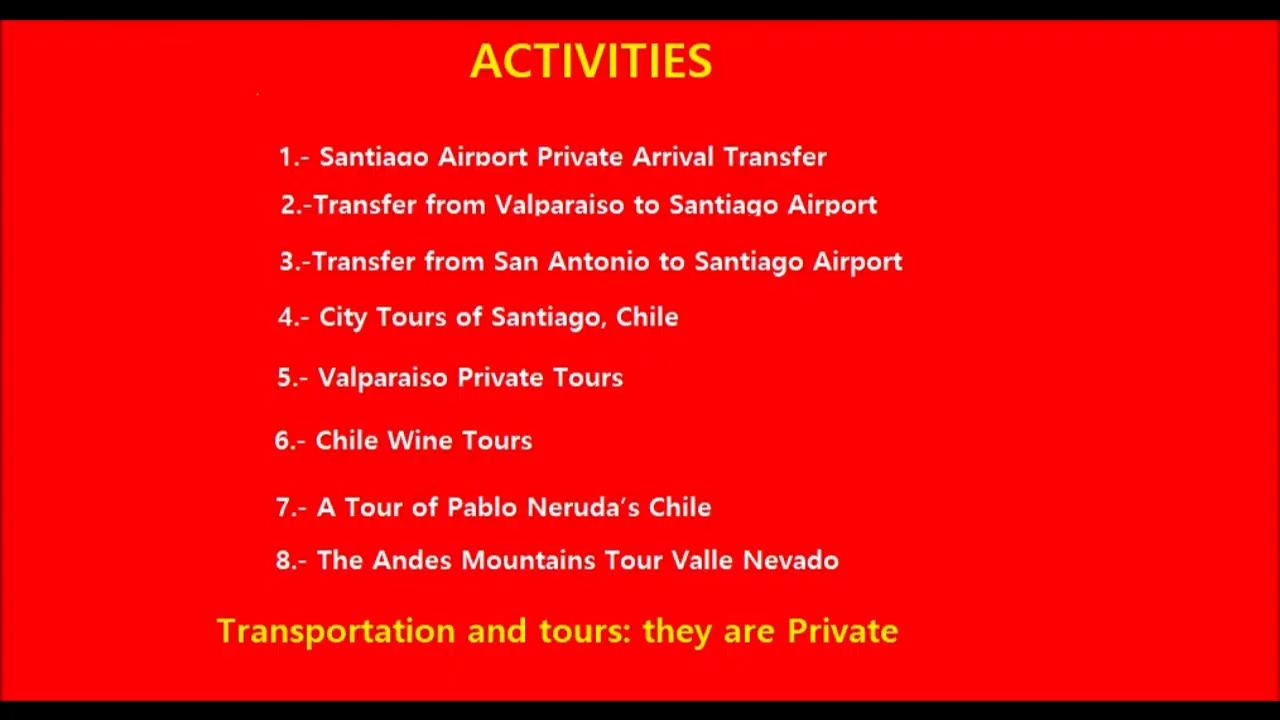 ACTIVITIES
1.- Santiago Airport Private Arrival Transfer
2.-Transfer from Valparaiso to Santiago Airport
3.-Transfer from San Antonio to Santiago Airport
4.- City Tours of Santiago, Chile
5.- Valparaiso Private Tours
6.- Chile Wine Tours
7.- A Tour of Pablo Neruda’s Chile
8.- The Andes Mountains Tour Valle Nevado
Transportation and tours: they are Private